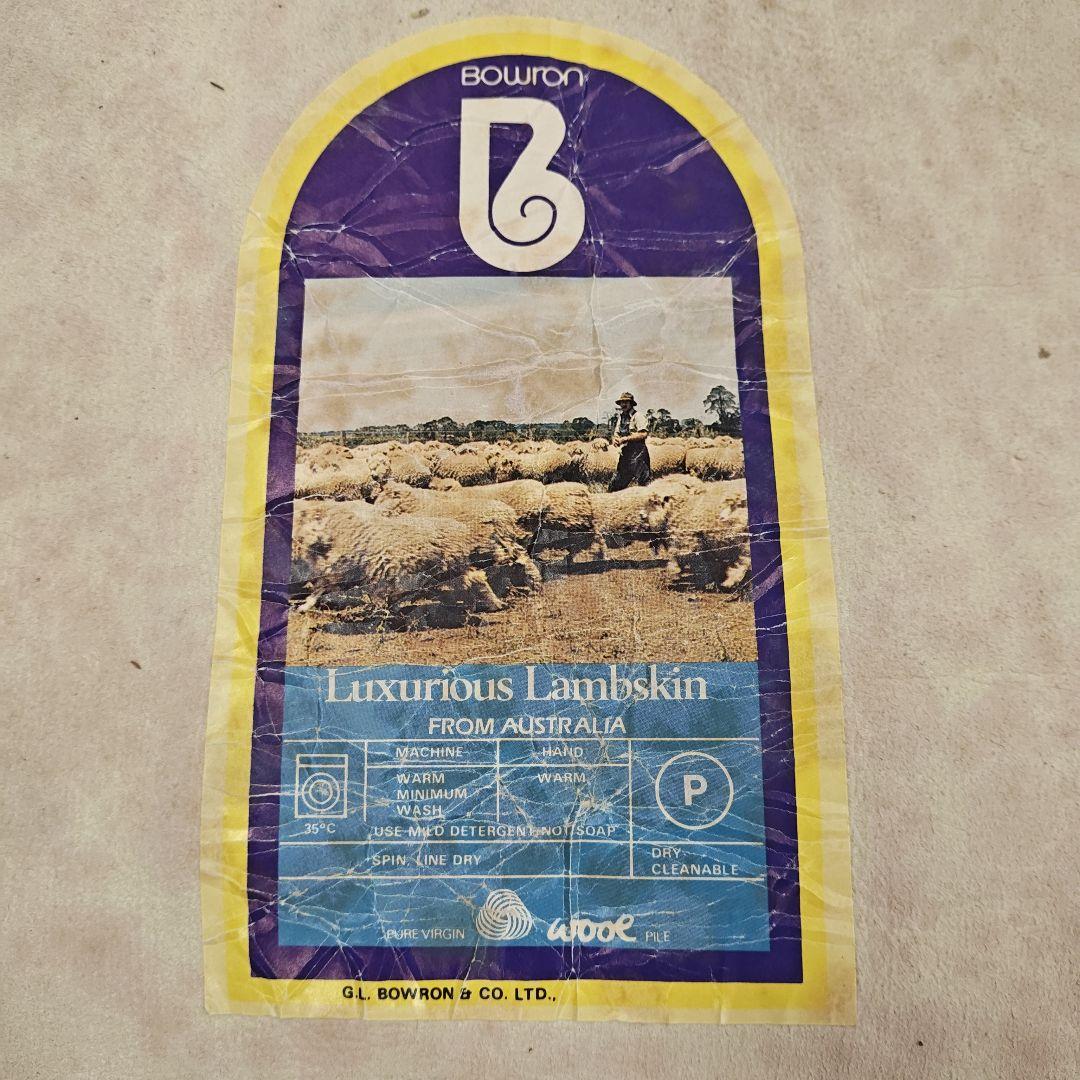 BOWRON
B
Luxurious Lambskin
FROM AUSTRALIA
MACHINE
WARM
MINIMUM
WASH
HAND
WARM
35°C
USE MILD DETERGENT, NOT SOAP
SPIN, LINE DRY
P
DRY-
CLEANABLE
PURE VIRGIN wool PILE
G.L. BOWRON & CO. LTD.,